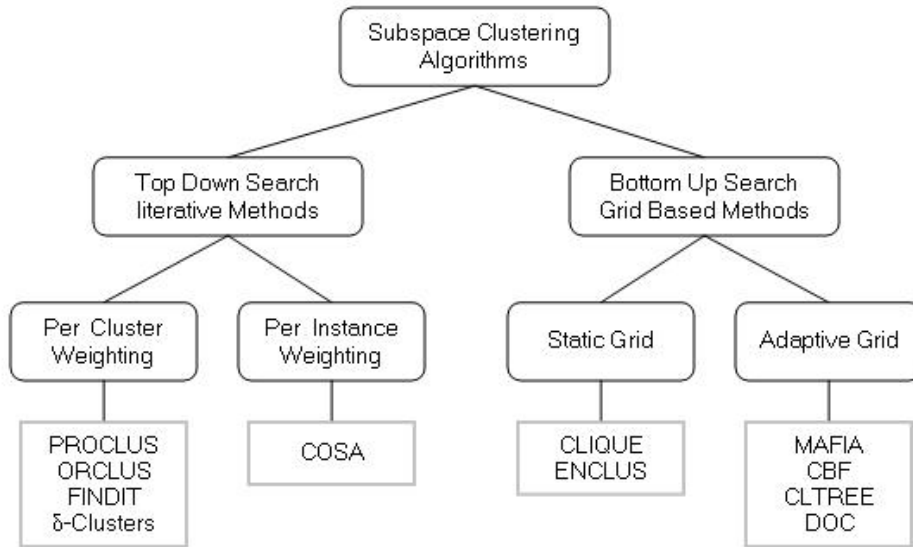 Subspace Clustering
Algorithms
Top Down Search
Iiterative Methods
Bottom Up Search
Grid Based Methods
Per Cluster
Weighting
Per Instance
Weighting
Static Grid
Adaptive Grid
PROCLUS
ORCLUS
FINDIT
δ-Clusters
COSA
CLIQUE
ENCLUS
MAFIA
CBF
CLTREE
DOC